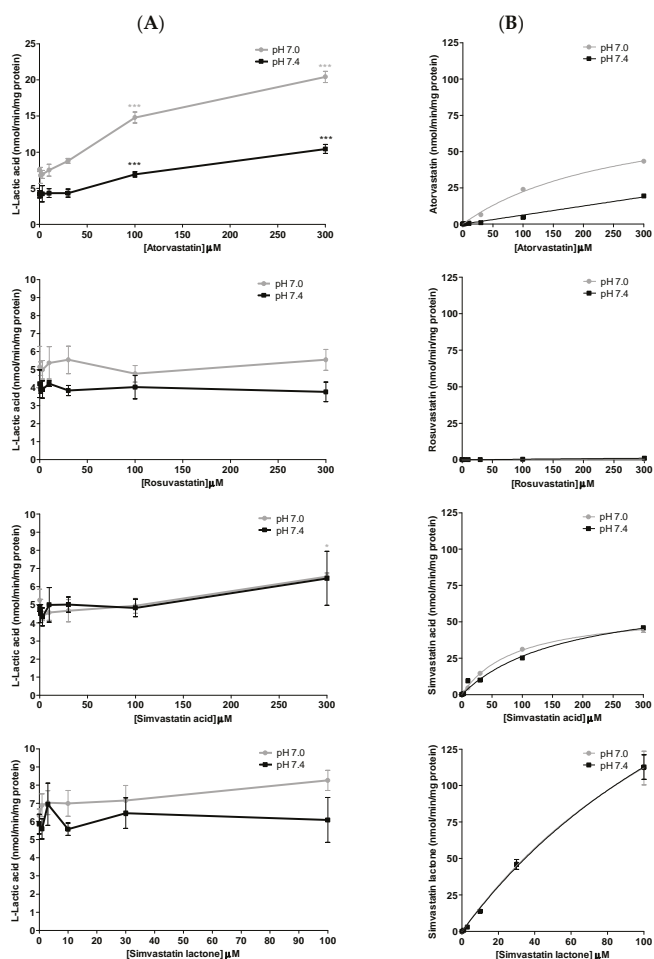 (A)
(B)
L-Lactic acid (nmol/min/mg protein)
25
20
15
10
5
0
pH 7.0
pH 7.4
***
***
***
***
0 50 100 150 200 250 300
[Atorvastatin] µM
Atorvastatin (nmol/min/mg protein)
125
100
75
50
25
0
pH 7.0
pH 7.4
0 50 100 150 200 250 300
[Atorvastatin] µM
L-Lactic acid (nmol/min/mg protein)
10
9
8
7
6
5
4
3
2
1
0
pH 7.0
pH 7.4
0 50 100 150 200 250 300
[Rosuvastatin] µM
Rosuvastatin (nmol/min/mg protein)
125
100
75
50
25
0
pH 7.0
pH 7.4
0 50 100 150 200 250 300
[Rosuvastatin] µM
L-Lactic acid (nmol/min/mg protein)
10
9
8
7
6
5
4
3
2
1
0
pH 7.0
pH 7.4
*
0 50 100 150 200 250 300
[Simvastatin acid] µM
Simvastatin acid (nmol/min/mg protein)
125
100
75
50
25
0
pH 7.0
pH 7.4
0 50 100 150 200 250 300
[Simvastatin acid] µM
L-Lactic acid (nmol/min/mg protein)
10
9
8
7
6
5
4
3
2
1
0
pH 7.0
pH 7.4
0 10 20 30 40 50 60 70 80 90 100
[Simvastatin lactone] µM
Simvastatin lactone (nmol/min/mg protein)
125
100
75
50
25
0
pH 7.0
pH 7.4
0 20 40 60 80 100
[Simvastatin lactone] µM